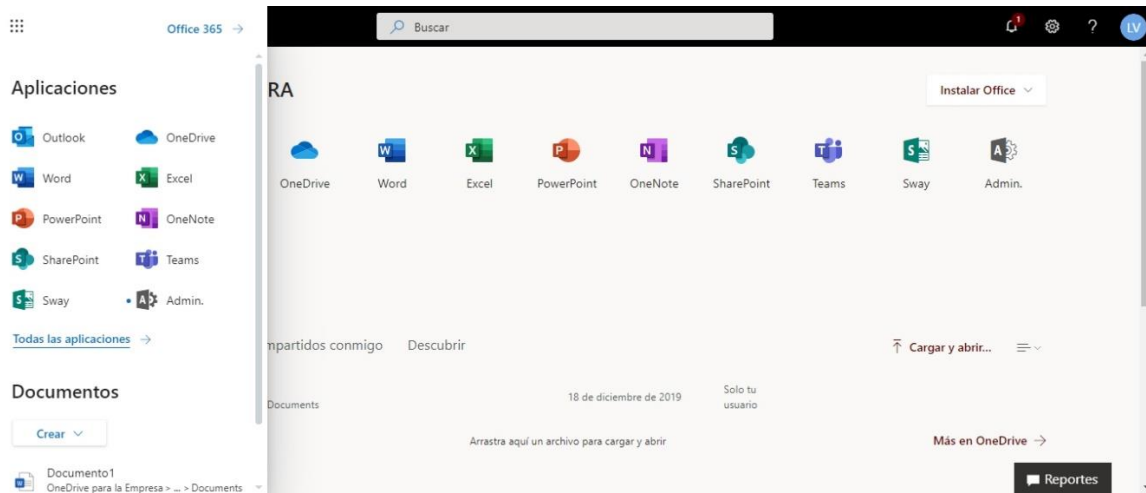 Office 365 →
Buscar
1
?
LV
Aplicaciones
Outlook OneDrive
Word Excel
PowerPoint OneNote
SharePoint Teams
Sway Admin.
Todas las aplicaciones →
Documentos
Crear
Documento1
OneDrive para la Empresa > ... > Documents
RA
Instalar Office
OneDrive Word Excel PowerPoint OneNote SharePoint Teams Sway Admin.
mpartidos conmigo Descubrir
Cargar y abrir...
Documents 18 de diciembre de 2019 Solo tu
usuario
Arrastra aquí un archivo para cargar y abrir
Más en OneDrive →
Reportes